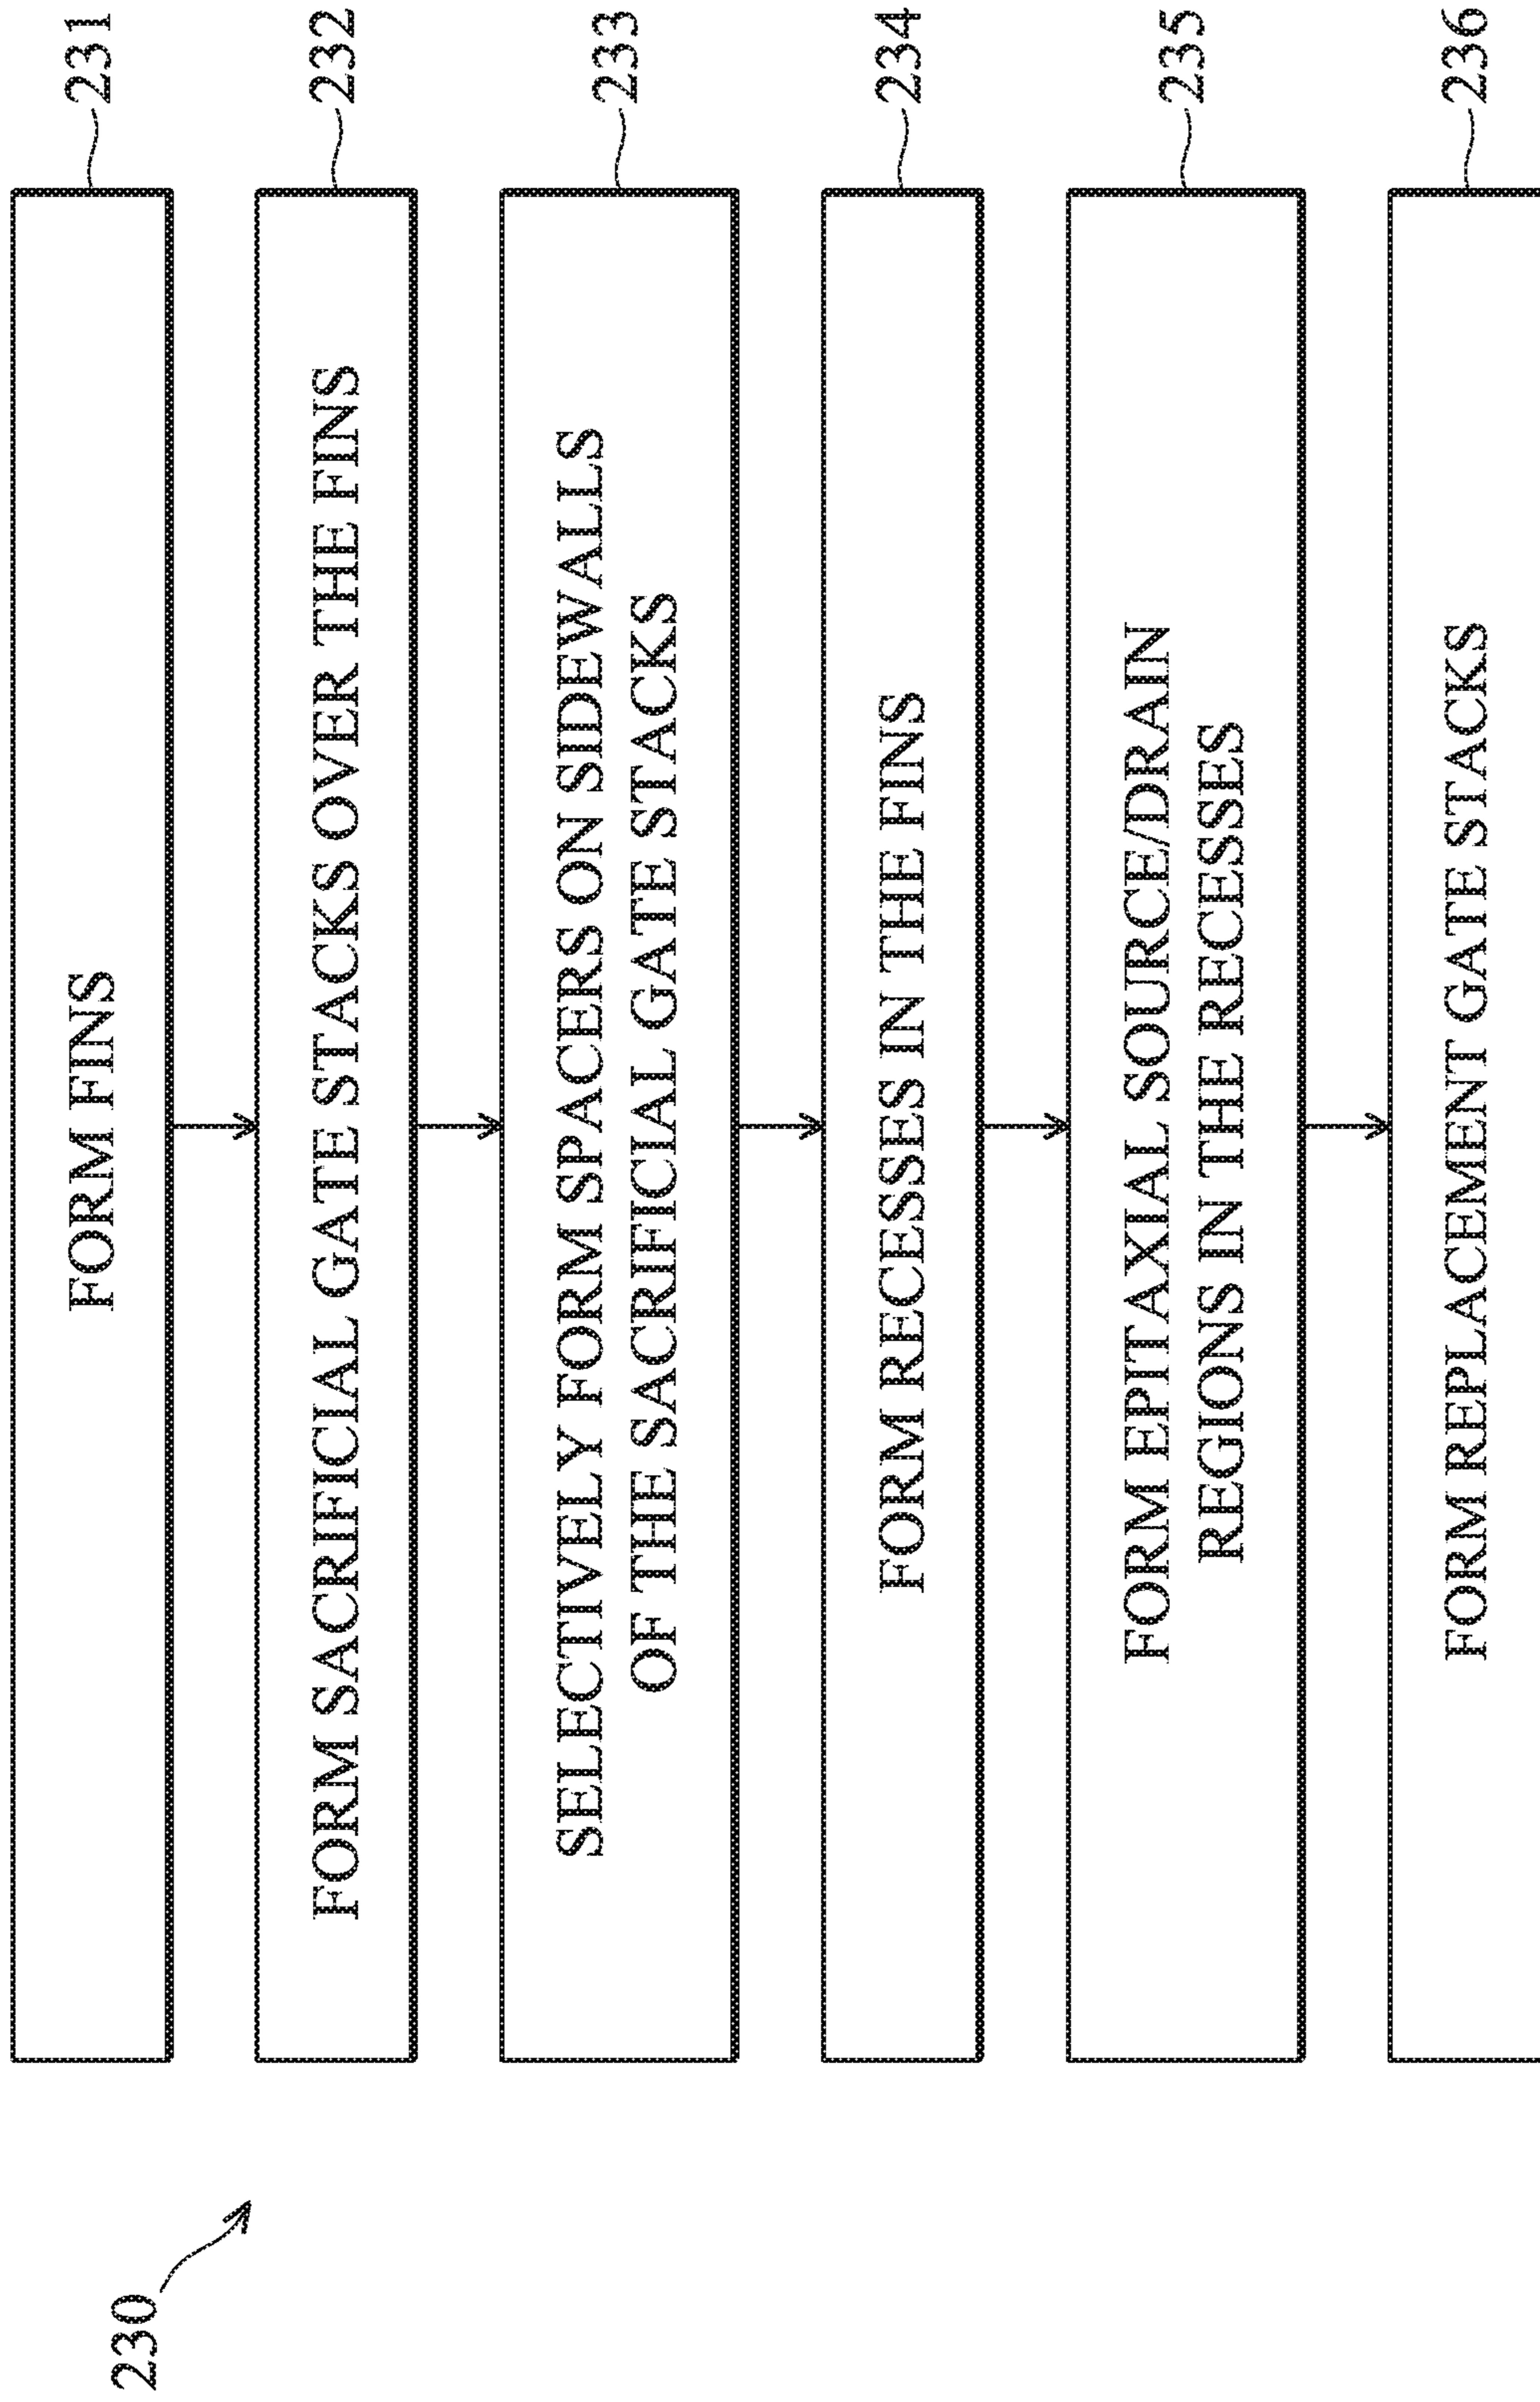 230
FORM FINS
231
FORM SACRIFICIAL GATE STACKS OVER THE FINS
232
SELECTIVELY FORM SPACERS ON SIDEWALLS
OF THE SACRIFICIAL GATE STACKS
233
FORM RECESSES IN THE FINS
234
FORM EPITAXIAL SOURCE/DRAIN
REGIONS IN THE RECESSES
235
FORM REPLACEMENT GATE STACKS
236